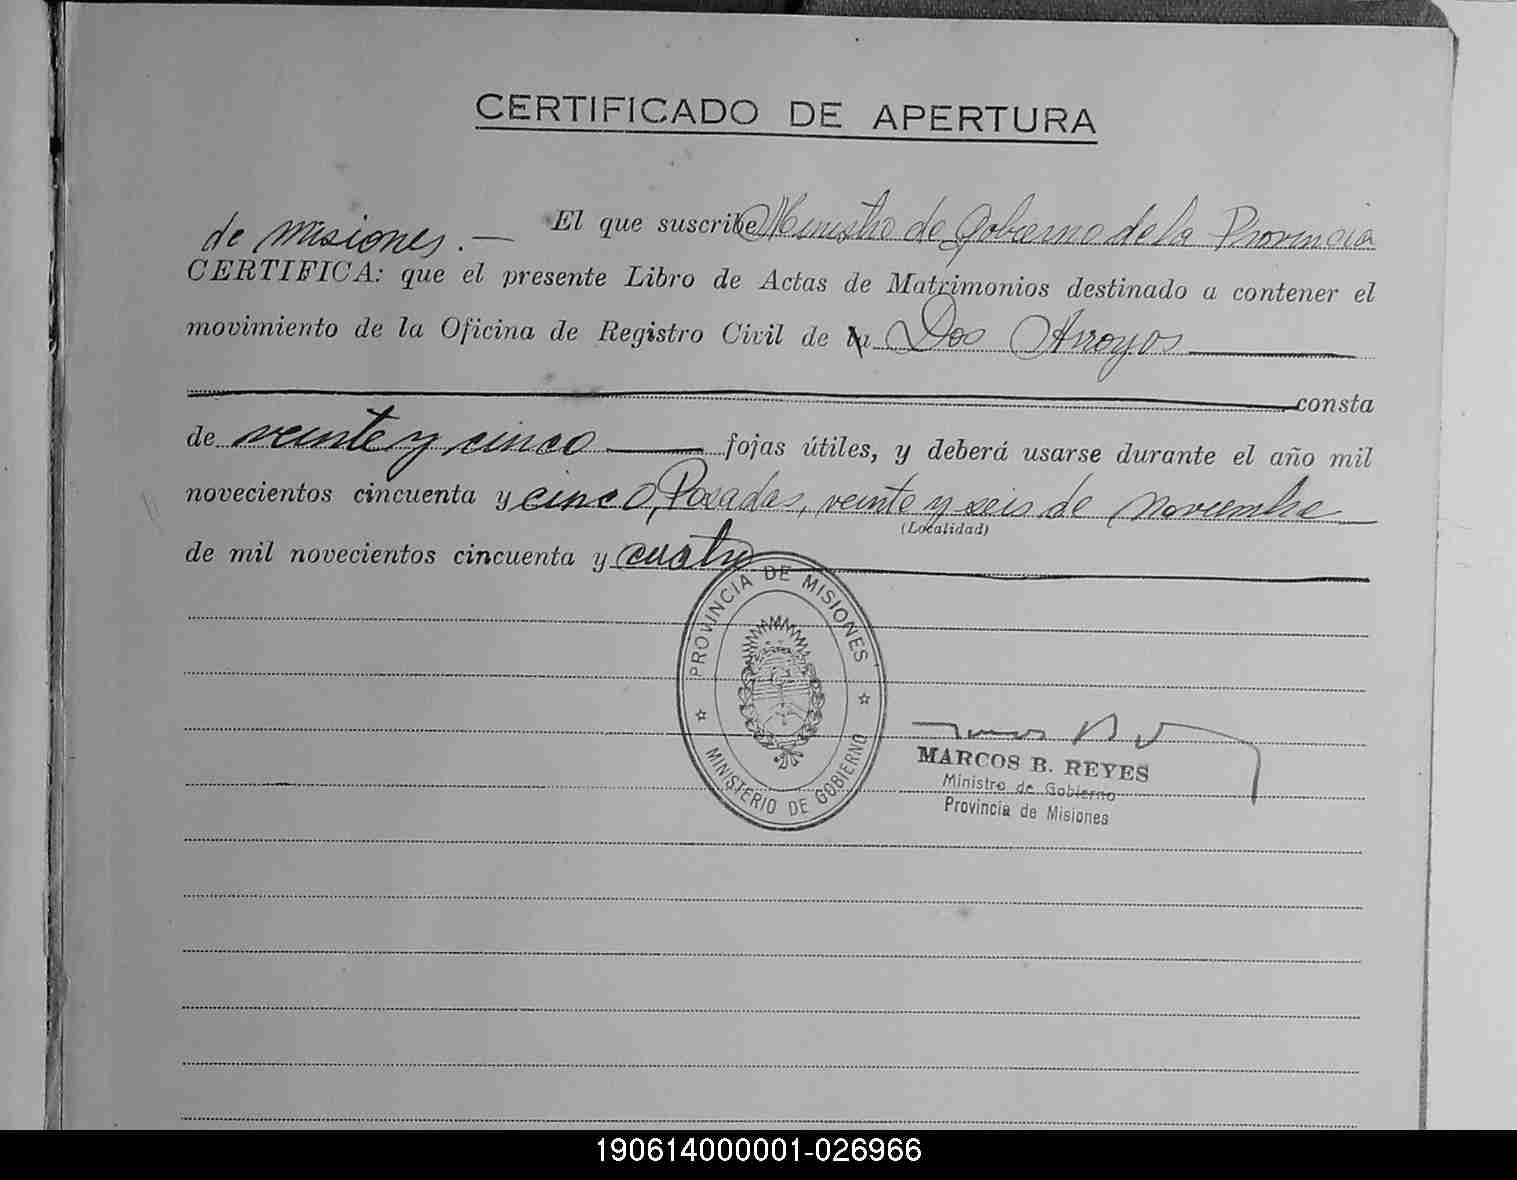 CERTIFICADO DE APERTURA
El que suscribe Ministro de Gobierno de la Provincia
de Misiones.—
CERTIFICA: que el presente Libro de Actas de Matrimonios destinado a contener el
movimiento de la Oficina de Registro Civil de la Dos Arroyos
consta
de veinte y cinco fojas útiles, y deberá usarse durante el año mil
novecientos cincuenta y cinco, Posadas, veinte y seis de noviembre
(Localidad)
de mil novecientos cincuenta y cuatro
PROVINCIA DE MISIONES
MINISTERIO DE GOBIERNO
MARCOS B. REYES
Ministro de Gobierno
Provincia de Misiones
190614000001-026966